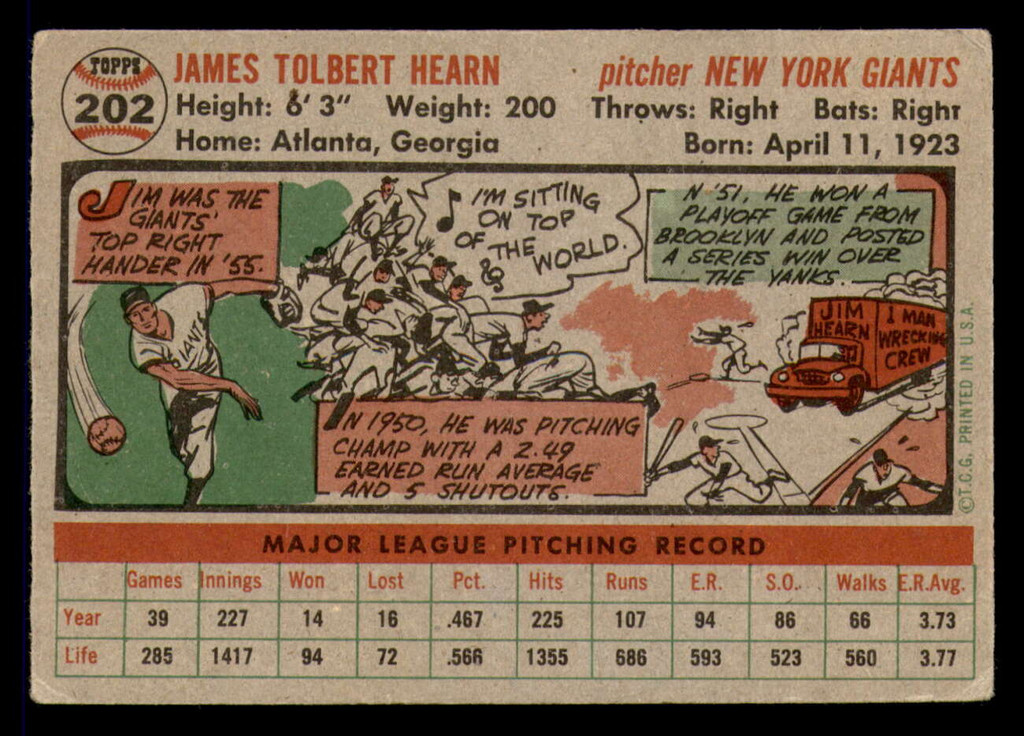 TOPPS
202
JAMES TOLBERT HEARN pitcher NEW YORK GIANTS
Height: 6' 3" Weight: 200 Throws: Right Bats: Right
Home: Atlanta, Georgia Born: April 11, 1923
JIM WAS THE
GIANTS'
TOP RIGHT
HANDER IN '55.
I'M SITTING
ON TOP
OF THE
WORLD.
IN '51, HE WON A
PLAYOFF GAME FROM
BROOKLYN AND POSTED
A SERIES WIN OVER
THE YANKS.
IANT
JIM
HEARN
1 MAN
WRECKING
CREW
IN 1950, HE WAS PITCHING
CHAMP WITH A 2.49
EARNED RUN AVERAGE
AND 5 SHUTOUTS.
©T.C.G. PRINTED IN U.S.A.
MAJOR LEAGUE PITCHING RECORD
Games Innings Won Lost Pct. Hits Runs E.R. S.O. Walks E.R.Avg.
Year 39 227 14 16 .467 225 107 94 86 66 3.73
Life 285 1417 94 72 .566 1355 686 593 523 560 3.77